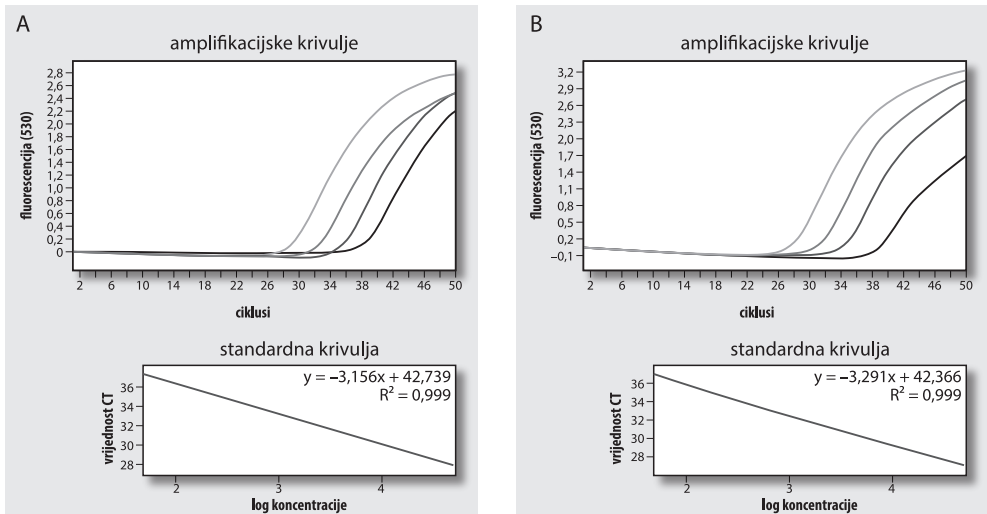 A
amplifikacijske krivulje
fluorescencija (530)
2,8
2,6
2,4
2,2
2,0
1,8
1,6
1,4
1,2
1,0
0,8
0,6
0,4
0,2
0
2 6 10 14 18 22 26 30 34 38 42 46 50
ciklusi
standardna krivulja
y = –3,156x + 42,739
R² = 0,999
vrijednost CT
36
34
32
30
28
2 3 4
log koncentracije
B
amplifikacijske krivulje
fluorescencija (530)
3,2
2,9
2,6
2,3
2,0
1,7
1,4
1,1
0,8
0,5
0,2
–0,1
2 6 10 14 18 22 26 30 34 38 42 46 50
ciklusi
standardna krivulja
y = –3,291x + 42,366
R² = 0,999
vrijednost CT
36
34
32
30
28
2 3 4
log koncentracije